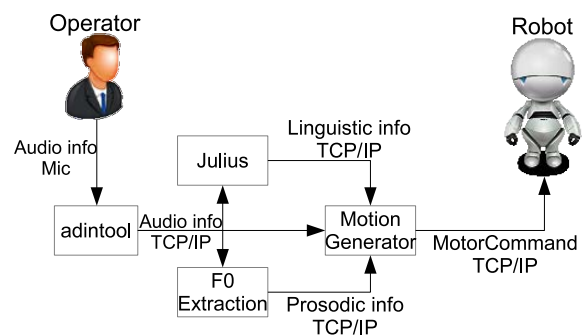 Operator
Robot
Audio info
Mic
Julius
Linguistic info
TCP/IP
adintool
Audio info
TCP/IP
Motion
Generator
MotorCommand
TCP/IP
F0
Extraction
Prosodic info
TCP/IP